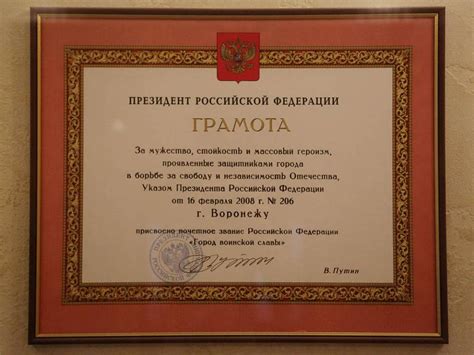 ПРЕЗИДЕНТ РОССИЙСКОЙ ФЕДЕРАЦИИ
ГРАМОТА
За мужество, стойкость и массовый героизм,
проявленные защитниками города
в борьбе за свободу и независимость Отечества,
Указом Президента Российской Федерации
от 16 февраля 2008 г. № 206
г. Воронежу
присвоено почетное звание Российской Федерации
«Город воинской славы»
В. Путин